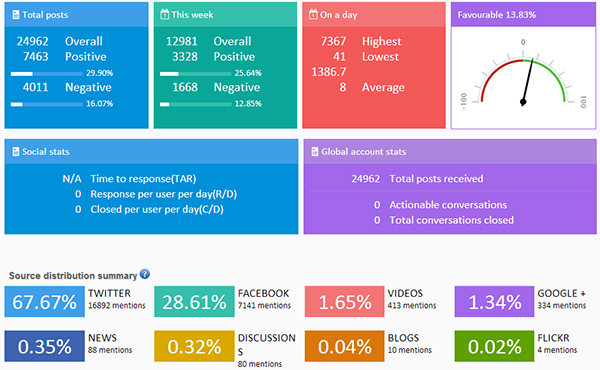 Total posts
24962 Overall
7463 Positive
29.90%
4011 Negative
16.07%
This week
12981 Overall
3328 Positive
25.64%
1668 Negative
12.85%
On a day
7367 Highest
41 Lowest
1386.7
8 Average
Favourable 13.83%
0
-100
100
Social stats
N/A Time to response(TAR)
0 Response per user per day(R/D)
0 Closed per user per day(C/D)
Global account stats
24962 Total posts received
0 Actionable conversations
0 Total conversations closed
Source distribution summary ?
67.67% TWITTER
16892 mentions
28.61% FACEBOOK
7141 mentions
1.65% VIDEOS
413 mentions
1.34% GOOGLE +
334 mentions
0.35% NEWS
88 mentions
0.32% DISCUSSION
S
80 mentions
0.04% BLOGS
10 mentions
0.02% FLICKR
4 mentions